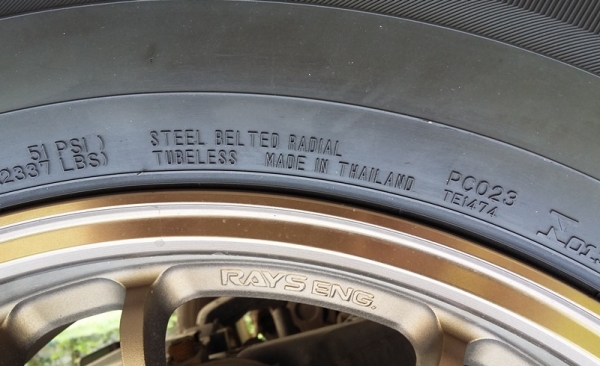 51 PSI)
2337 LBS)
STEEL BELTED RADIAL
TUBELESS MADE IN THAILAND
PC023
TE1474
RAYS ENG.